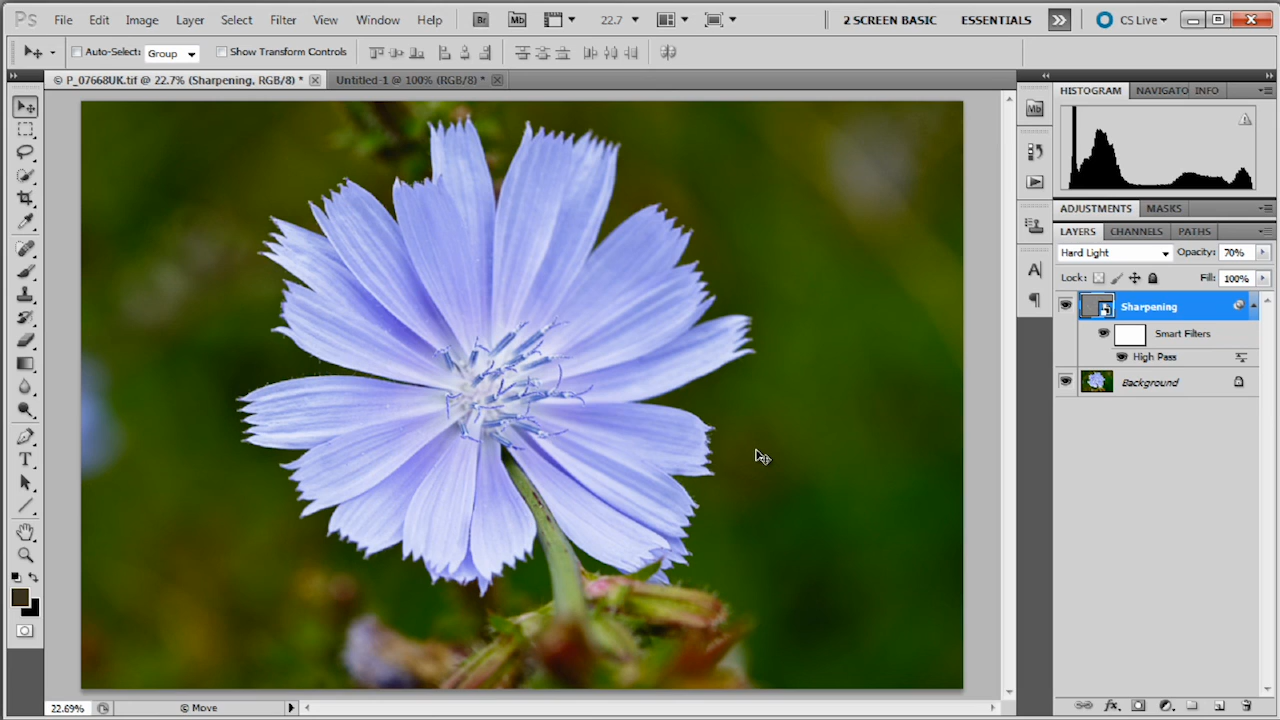 Ps File Edit Image Layer Select Filter View Window Help Br Mb 22.7 2 SCREEN BASIC ESSENTIALS CS Live
Auto-Select: Group Show Transform Controls
© P_07668UK.tif @ 22.7% (Sharpening, RGB/8) * Untitled-1 @ 100% (RGB/8) *
HISTOGRAM NAVIGATO INFO
Mb
ADJUSTMENTS MASKS
LAYERS CHANNELS PATHS
Hard Light Opacity: 70%
Lock: Fill: 100%
Sharpening
Smart Filters
High Pass
Background
A
T
fx
22.69% © Move